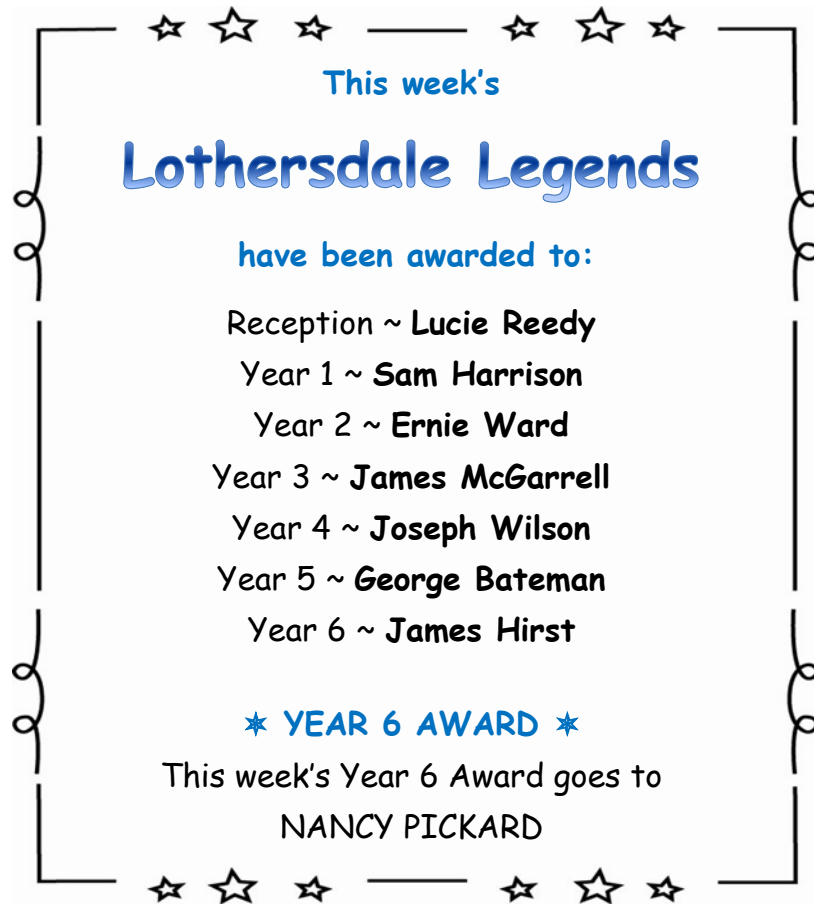 This week's
Lothersdale Legends
have been awarded to:
Reception ~ Lucie Reedy
Year 1 ~ Sam Harrison
Year 2 ~ Ernie Ward
Year 3 ~ James McGarrell
Year 4 ~ Joseph Wilson
Year 5 ~ George Bateman
Year 6 ~ James Hirst
✵ YEAR 6 AWARD ✵
This week's Year 6 Award goes to
NANCY PICKARD